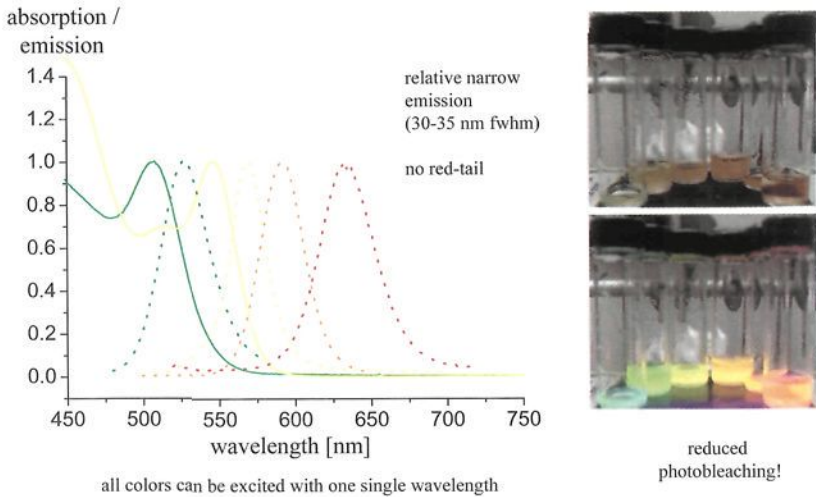 absorption /
emission
1.4
1.2
1.0
0.8
0.6
0.4
0.2
0.0
450 500 550 600 650 700 750
wavelength [nm]
relative narrow
emission
(30-35 nm fwhm)
no red-tail
all colors can be excited with one single wavelength
reduced
photobleaching!